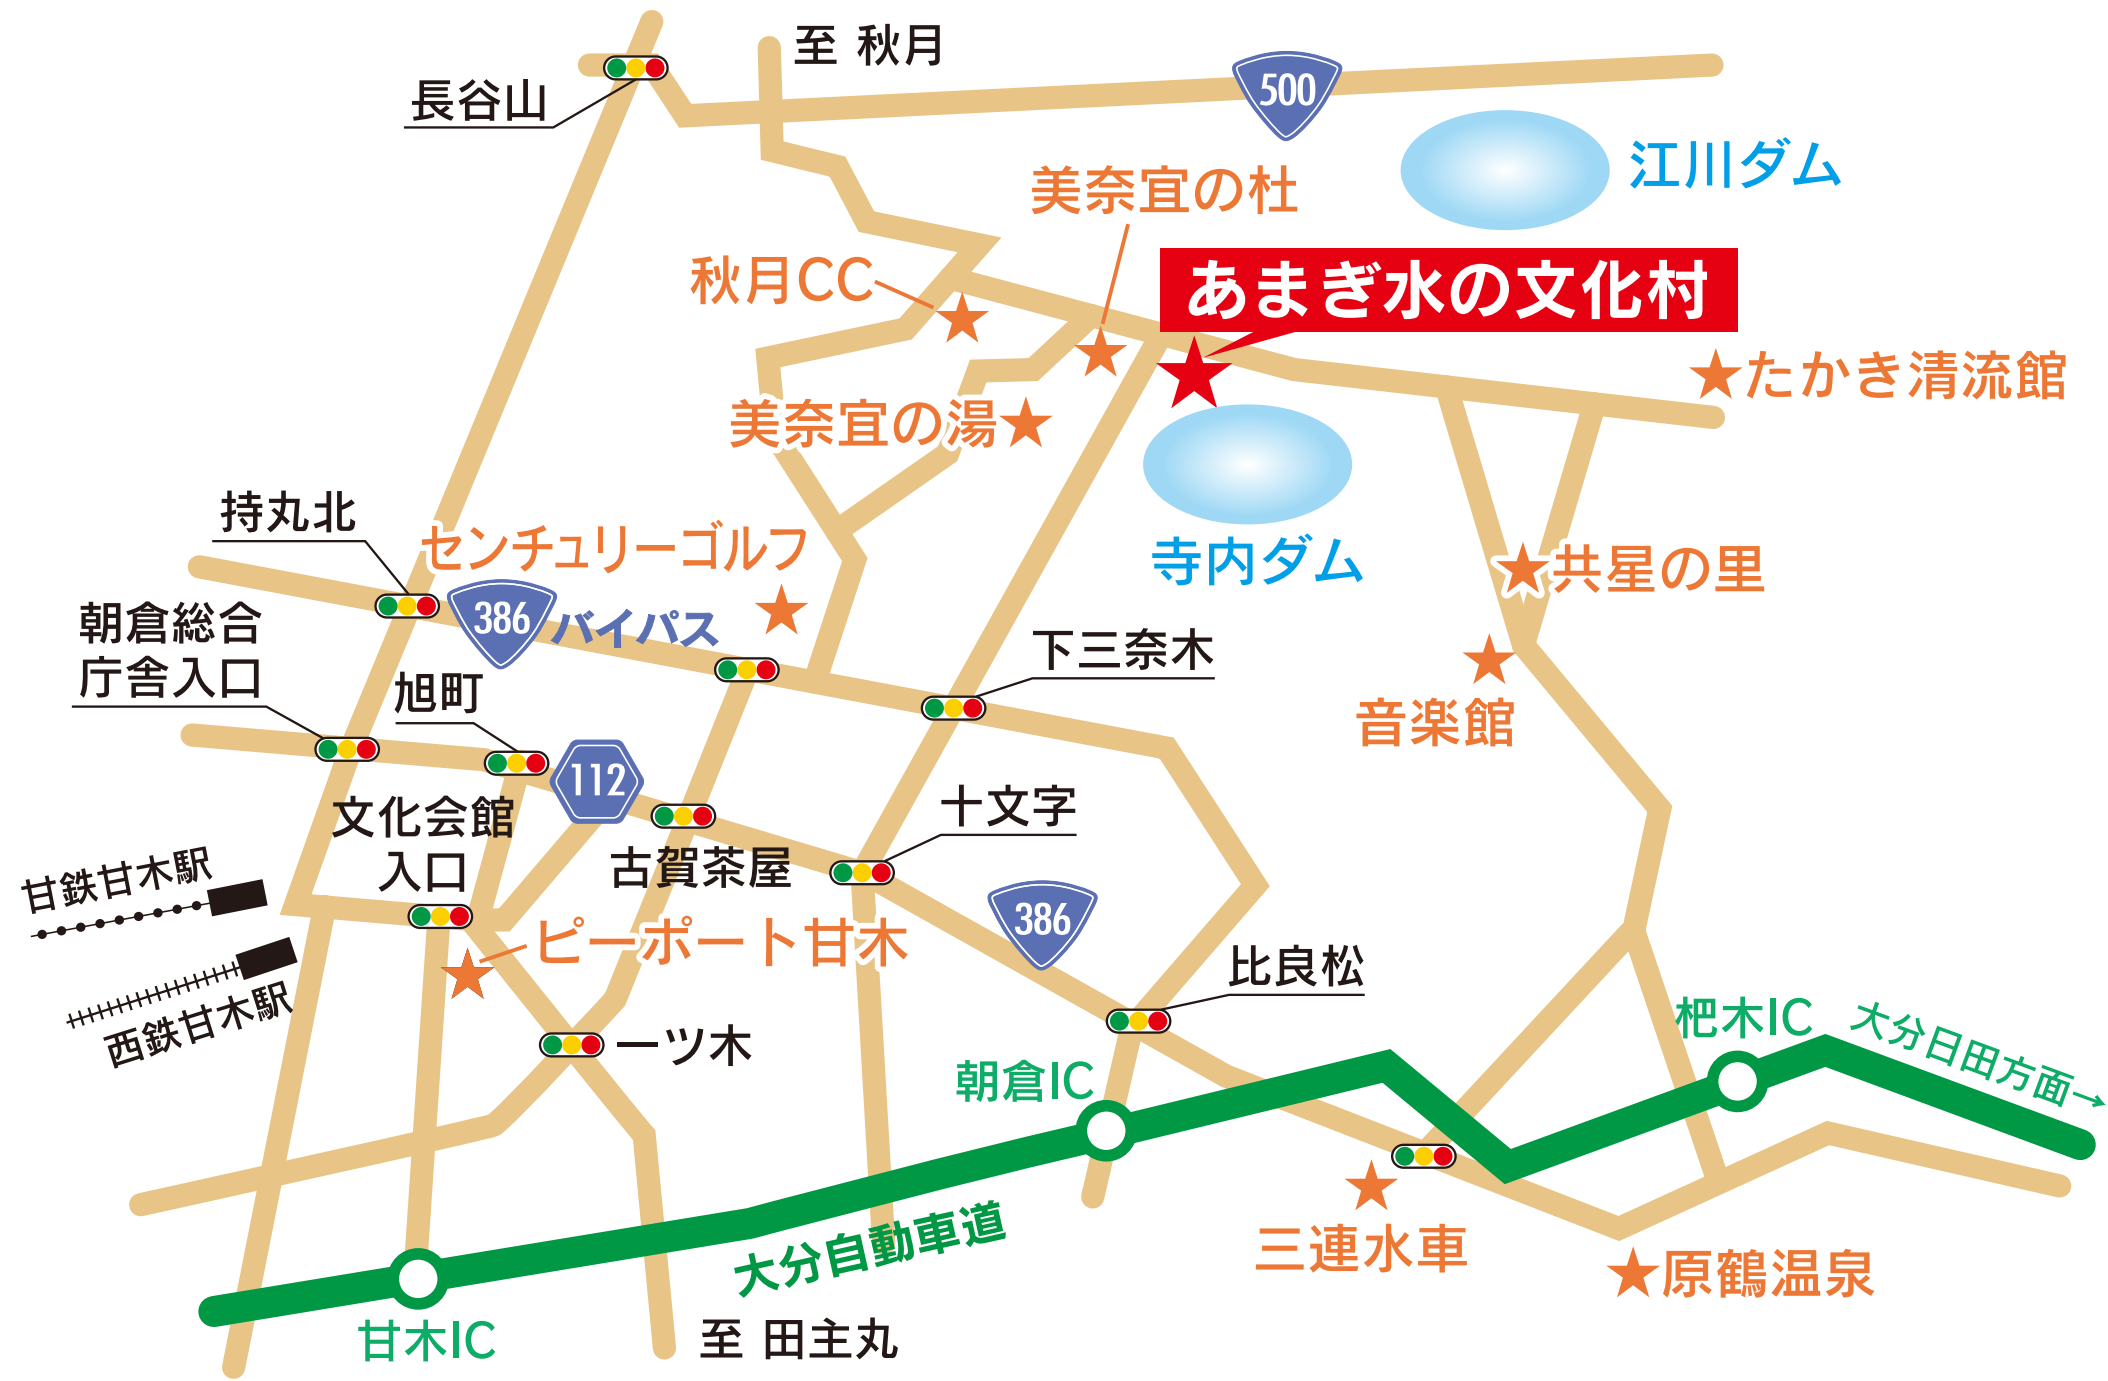 至 秋月
長谷山
500
江川ダム
美奈宜の杜
秋月CC
あまぎ水の文化村
★たかき清流館
美奈宜の湯★
持丸北
センチュリーゴルフ
寺内ダム
★共星の里
386
バイパス
朝倉総合
庁舎入口
旭町
下三奈木
音楽館
112
文化会館
入口
十文字
古賀茶屋
甘鉄甘木駅
386
ピーポート甘木
比良松
西鉄甘木駅
一ツ木
杷木IC
大分日田方面→
朝倉IC
大分自動車道
三連水車
★原鶴温泉
甘木IC
至 田主丸